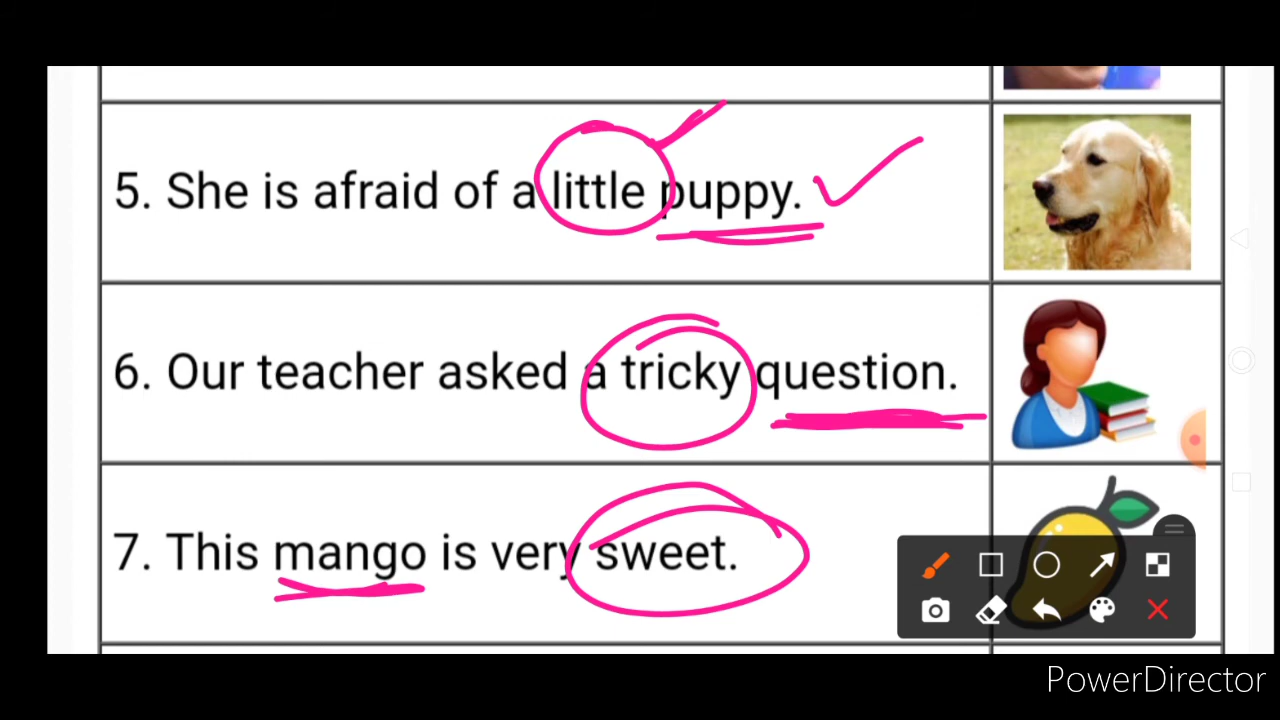 5. She is afraid of a little puppy.
6. Our teacher asked a tricky question.
7. This mango is very sweet.
PowerDirector